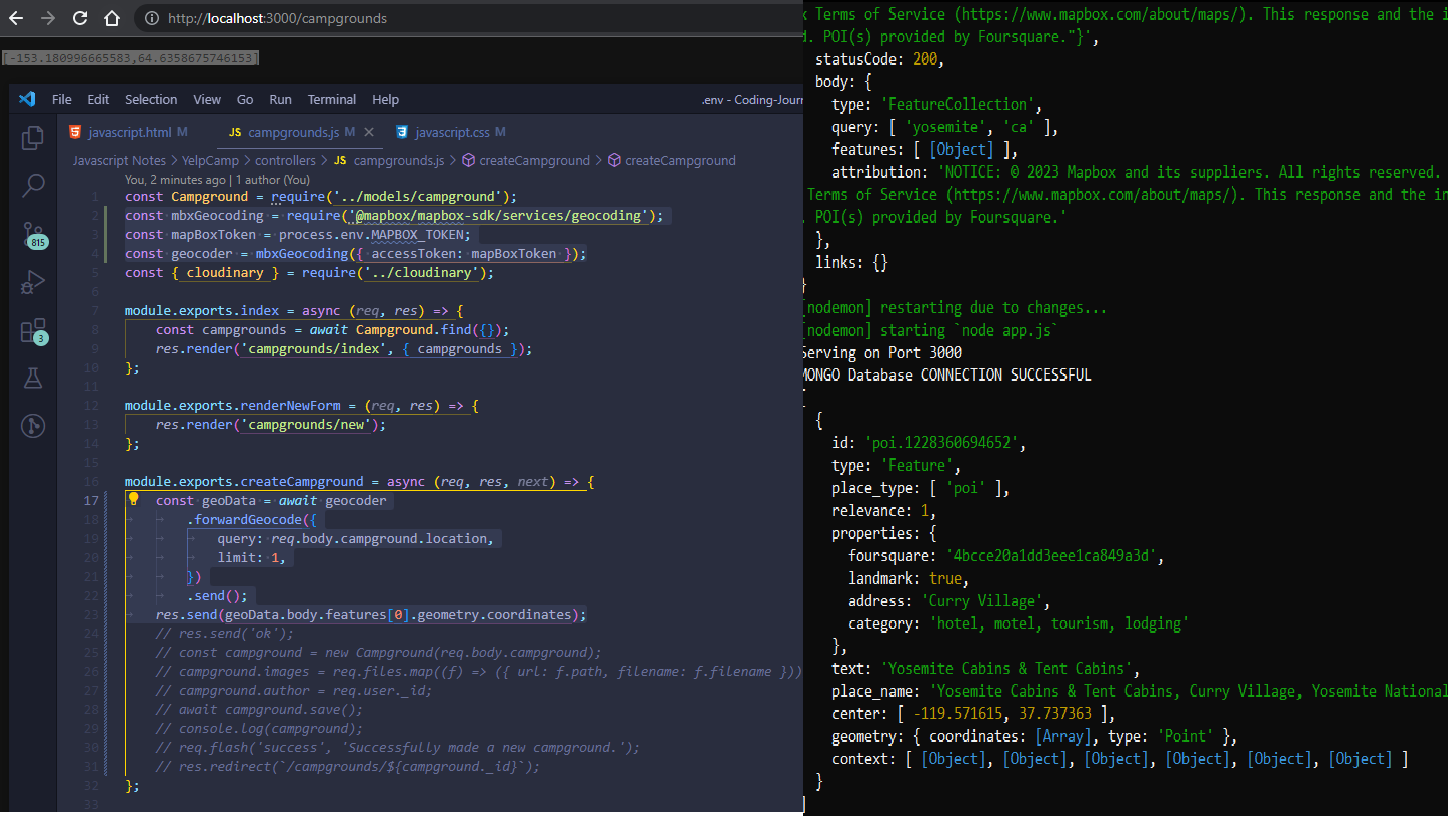 http://localhost:3000/campgrounds
[-153.180996665583,64.6358675746153]
File Edit Selection View Go Run Terminal Help
.env - Coding-Journ
javascript.html M
JS campgrounds.js M
javascript.css M
Javascript Notes > YelpCamp > controllers > JS campgrounds.js > createCampground > createCampground
You, 2 minutes ago | 1 author (You)
815
3
1 const Campground = require('../models/campground');
2 const mbxGeocoding = require('@mapbox/mapbox-sdk/services/geocoding');
3 const mapBoxToken = process.env.MAPBOX_TOKEN;
4 const geocoder = mbxGeocoding({ accessToken: mapBoxToken });
5 const { cloudinary } = require('../cloudinary');
6
7 module.exports.index = async (req, res) => {
8 const campgrounds = await Campground.find({});
9 res.render('campgrounds/index', { campgrounds });
10 };
11
12 module.exports.renderNewForm = (req, res) => {
13 res.render('campgrounds/new');
14 };
15
16 module.exports.createCampground = async (req, res, next) => {
17 const geoData = await geocoder
18 .forwardGeocode({
19 query: req.body.campground.location,
20 limit: 1,
21 })
22 .send();
23 res.send(geoData.body.features[0].geometry.coordinates);
24 // res.send('ok');
25 // const campground = new Campground(req.body.campground);
26 // campground.images = req.files.map((f) => ({ url: f.path, filename: f.filename }))
27 // campground.author = req.user._id;
28 // await campground.save();
29 // console.log(campground);
30 // req.flash('success', 'Successfully made a new campground.');
31 // res.redirect(`/campgrounds/${campground._id}`);
32 };
33
x Terms of Service (https://www.mapbox.com/about/maps/). This response and the i
d. POI(s) provided by Foursquare."}',
statusCode: 200,
body: {
type: 'FeatureCollection',
query: [ 'yosemite', 'ca' ],
features: [ [Object] ],
attribution: 'NOTICE: © 2023 Mapbox and its suppliers. All rights reserved.
Terms of Service (https://www.mapbox.com/about/maps/). This response and the in
. POI(s) provided by Foursquare.'
},
links: {}
}
[nodemon] restarting due to changes...
[nodemon] starting `node app.js`
Serving on Port 3000
MONGO Database CONNECTION SUCCESSFUL
{
id: 'poi.1228360694652',
type: 'Feature',
place_type: [ 'poi' ],
relevance: 1,
properties: {
foursquare: '4bcce20a1dd3eee1ca849a3d',
landmark: true,
address: 'Curry Village',
category: 'hotel, motel, tourism, lodging'
},
text: 'Yosemite Cabins & Tent Cabins',
place_name: 'Yosemite Cabins & Tent Cabins, Curry Village, Yosemite National
center: [ -119.571615, 37.737363 ],
geometry: { coordinates: [Array], type: 'Point' },
context: [ [Object], [Object], [Object], [Object], [Object], [Object] ]
}